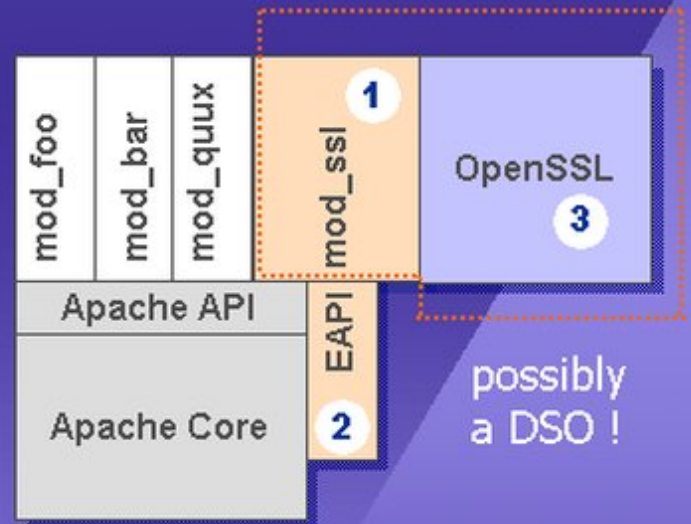 mod_foo
mod_bar
mod_quux
mod_ssl
1
OpenSSL
3
Apache API
EAPI
2
Apache Core
possibly
a DSO !